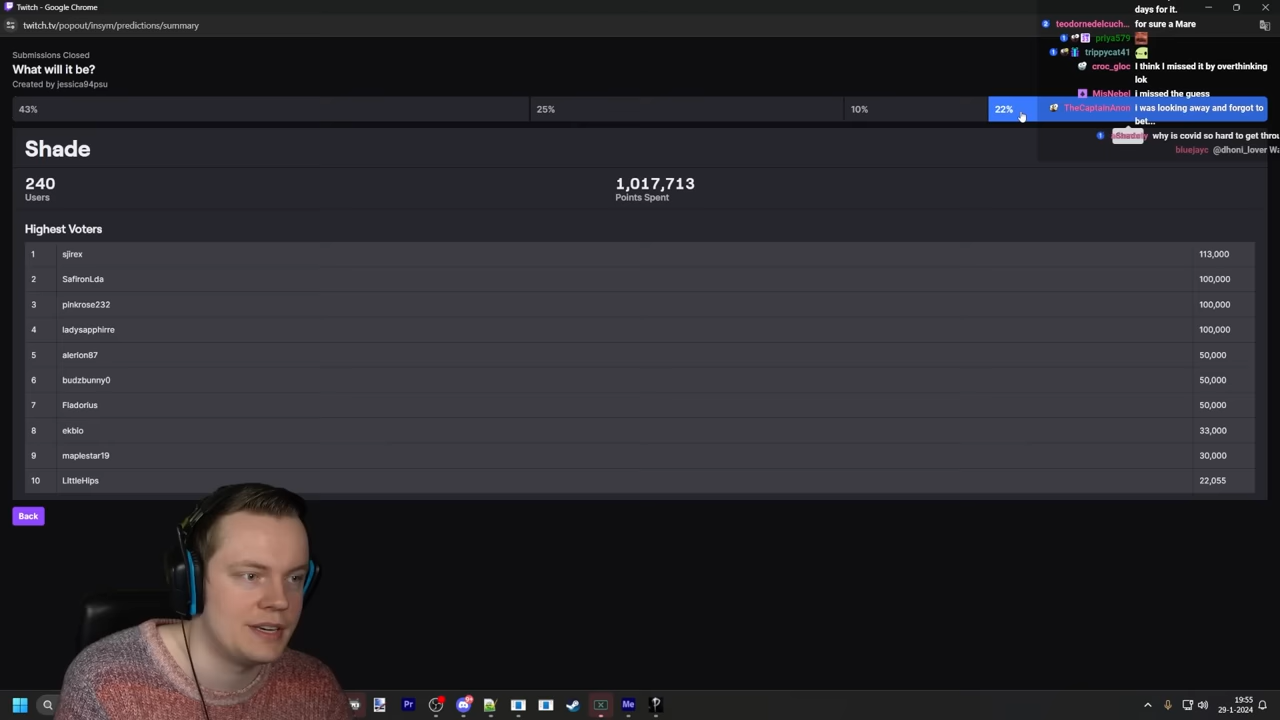 Twitch - Google Chrome
twitch.tv/popout/insym/predictions/summary
Submissions Closed
What will it be?
Created by jessica94psu
43%
25%
10%
22%
Shade
240
Users
1,017,713
Points Spent
Highest Voters
1 sjirex 113,000
2 SafironLda 100,000
3 pinkrose232 100,000
4 ladysapphirre 100,000
5 alerion87 50,000
6 budzbunny0 50,000
7 Fladorius 50,000
8 ekblo 33,000
9 maplestar19 30,000
10 LittleHips 22,055
Back
days for it.
teodornedelcuch... for sure a Mare
priya579
trippycat41
croc_gloc I think I missed it by overthinking
lok
MisNebel i missed the guess
TheCaptainAnon i was looking away and forgot to
bet...
why is covid so hard to get throu
bluejayc @dhoni_lover Wa
19:55
29-1-2024